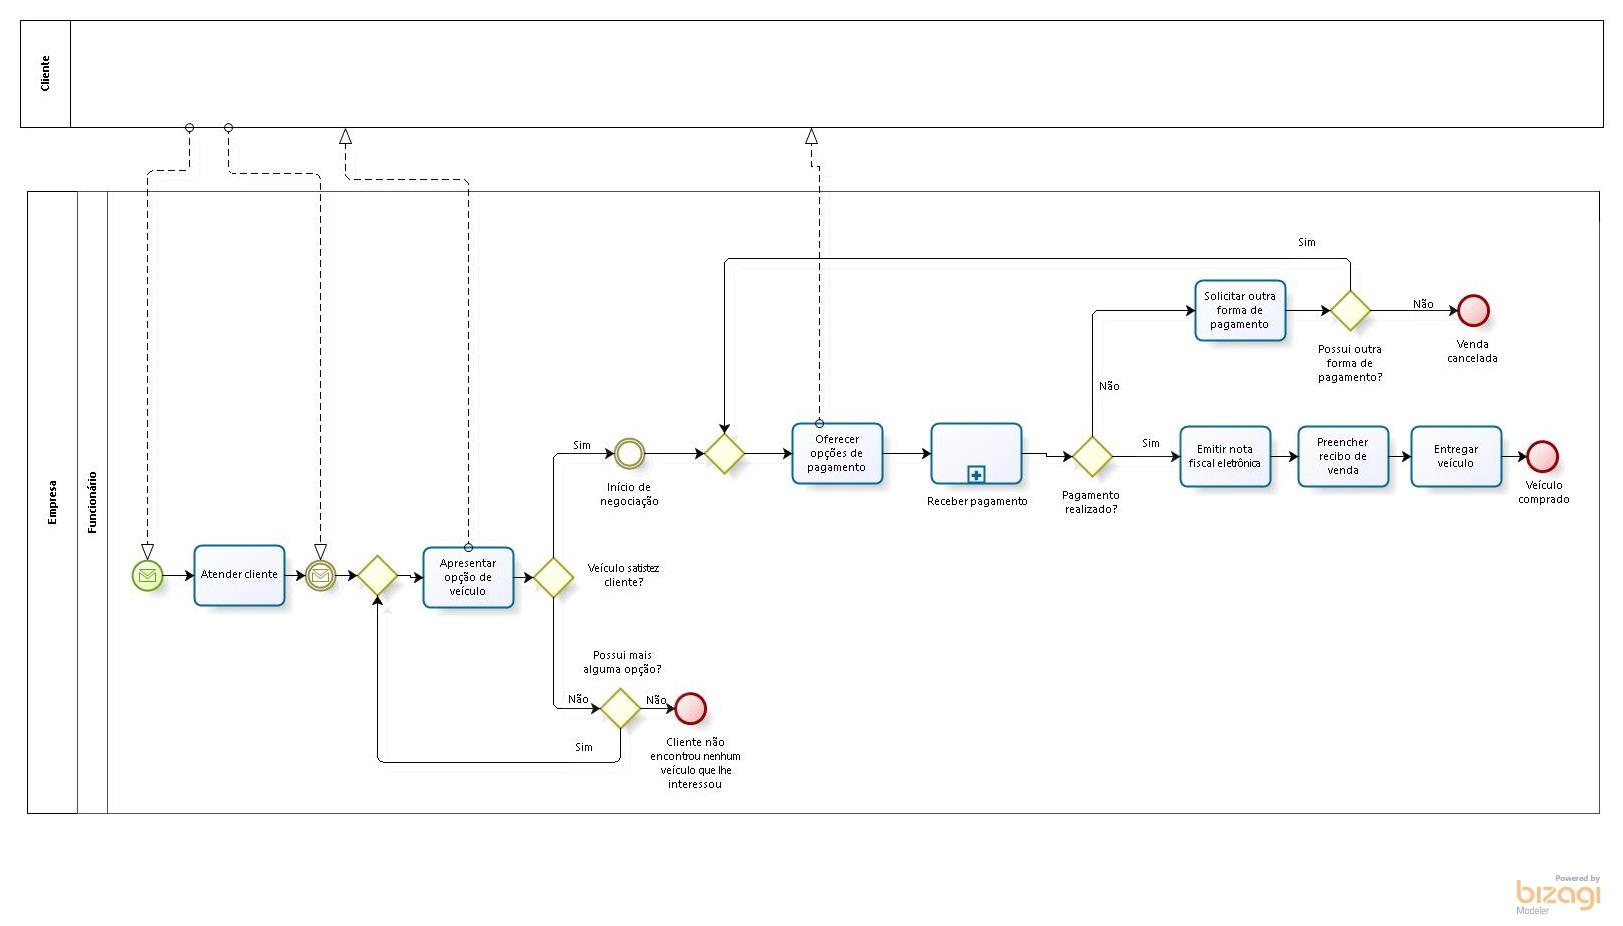 Cliente
Empresa
Funcionário
Sim
Solicitar outra
forma de
pagamento
Não
Possui outra
forma de
pagamento?
Venda
cancelada
Não
Sim
Início de
negociação
Oferecer
opções de
pagamento
Receber pagamento
Pagamento
realizado?
Sim
Emitir nota
fiscal eletrônica
Preencher
recibo de
venda
Entregar
veículo
Veículo
comprado
Atender cliente
Apresentar
opção de
veículo
Veículo satistez
cliente?
Possui mais
alguma opção?
Não
Não
Sim
Cliente não
encontrou nenhum
veículo que lhe
interessou
Powered by
bizagi
Modeler